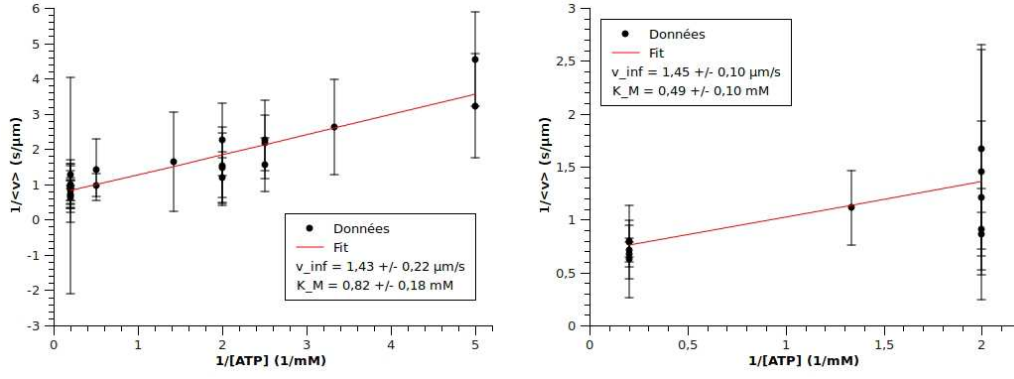 6
5
4
3
2
1
0
-1
-2
-3
0
1
2
3
4
5
1/<v> (s/µm)
1/[ATP] (1/mM)
Données
Fit
v_inf = 1,43 +/- 0,22 µm/s
K_M = 0,82 +/- 0,18 mM
3
2,5
2
1,5
1
0,5
0
0
0,5
1
1,5
2
1/<v> (s/µm)
1/[ATP] (1/mM)
Données
Fit
v_inf = 1,45 +/- 0,10 µm/s
K_M = 0,49 +/- 0,10 mM